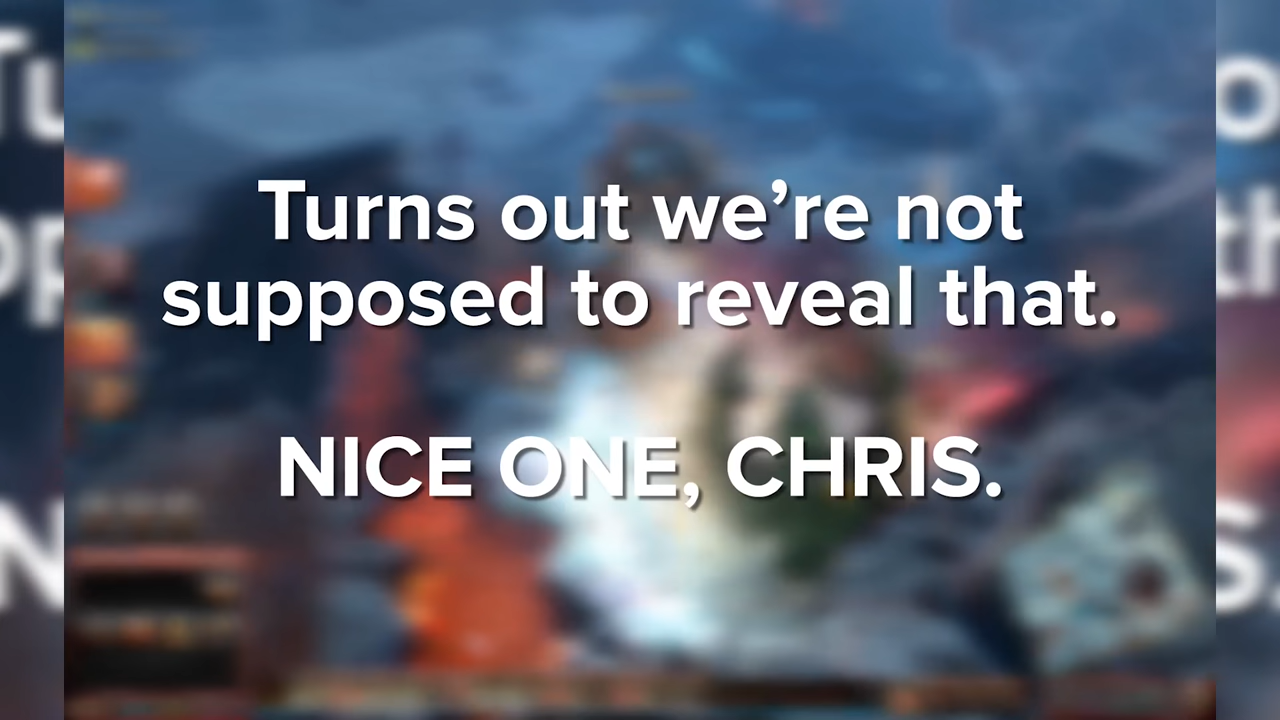 Turns out we’re not
supposed to reveal that.
NICE ONE, CHRIS.